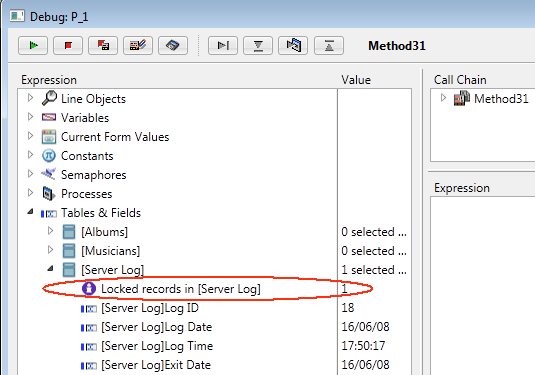 Debug: P_1
Method31
Expression Value
Line Objects
Variables
Current Form Values
Constants
Semaphores
Processes
Tables & Fields
[Albums] 0 selected ...
[Musicians] 0 selected ...
[Server Log] 1 selected ...
Locked records in [Server Log] 1
[Server Log]Log ID 18
[Server Log]Log Date 16/06/08
[Server Log]Log Time 17:50:17
[Server Log]Exit Date 16/06/08
Call Chain
Method31
Expression